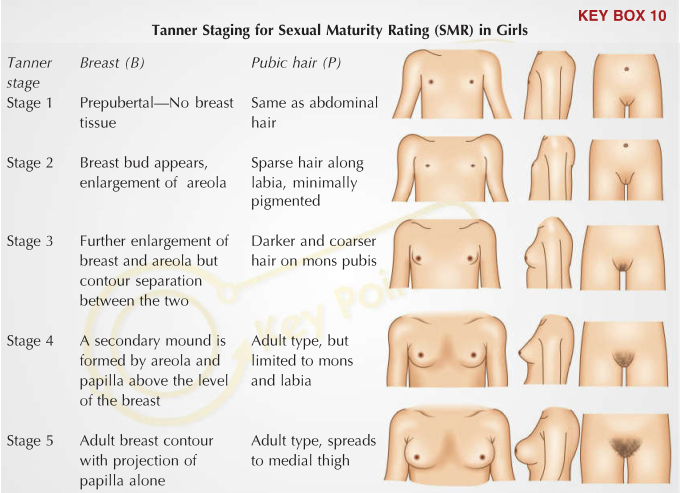 KEY BOX 10
Tanner Staging for Sexual Maturity Rating (SMR) in Girls
Tanner stage Breast (B) Pubic hair (P)
Stage 1 Prepubertal—No breast tissue Same as abdominal hair
Stage 2 Breast bud appears, enlargement of areola Sparse hair along labia, minimally pigmented
Stage 3 Further enlargement of breast and areola but contour separation between the two Darker and coarser hair on mons pubis
Stage 4 A secondary mound is formed by areola and papilla above the level of the breast Adult type, but limited to mons and labia
Stage 5 Adult breast contour with projection of papilla alone Adult type, spreads to medial thigh
Key Poi